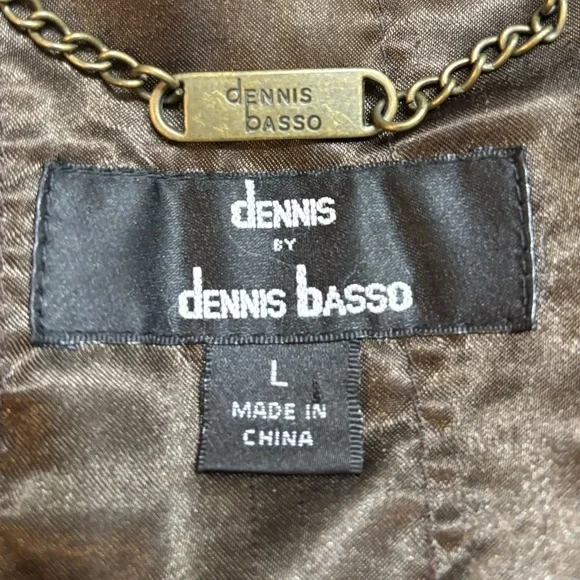 dENNIS
bASSO
dENNIS
BY
dENNIS bASSO
L
MADE IN
CHINA